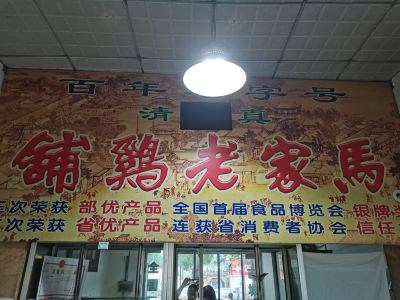 百年 字号
清真
舖鷄老家馬
次荣获 部优产品 全国首届食品博览会 银牌
次荣获 省优产品 连获省消费者协会 信任